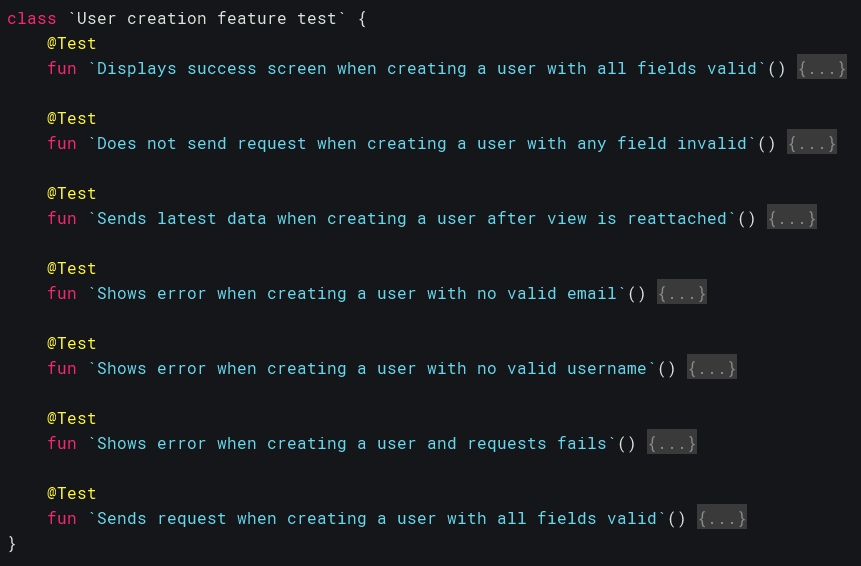 class `User creation feature test` {
    @Test
    fun `Displays success screen when creating a user with all fields valid`() {...}

    @Test
    fun `Does not send request when creating a user with any field invalid`() {...}

    @Test
    fun `Sends latest data when creating a user after view is reattached`() {...}

    @Test
    fun `Shows error when creating a user with no valid email`() {...}

    @Test
    fun `Shows error when creating a user with no valid username`() {...}

    @Test
    fun `Shows error when creating a user and requests fails`() {...}

    @Test
    fun `Sends request when creating a user with all fields valid`() {...}
}